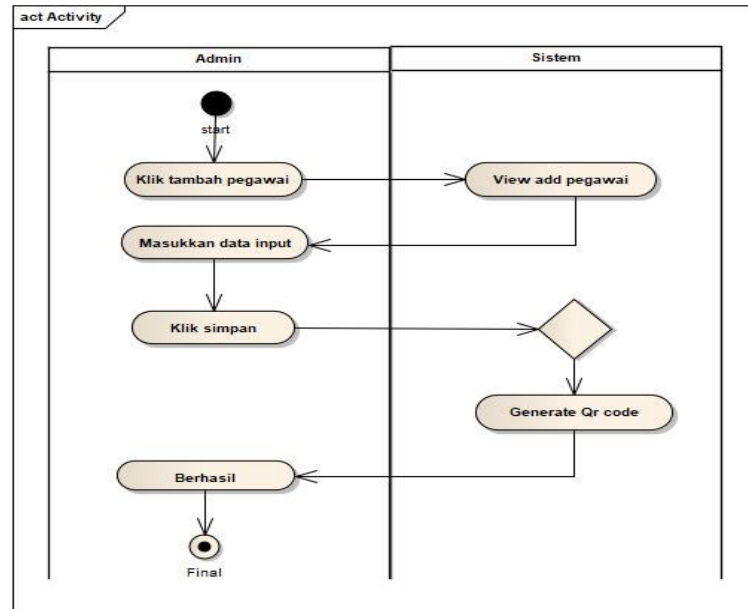 act Activity
Admin
Sistem
start
Klik tambah pegawai
View add pegawai
Masukkan data input
Klik simpan
Generate Qr code
Berhasil
Final